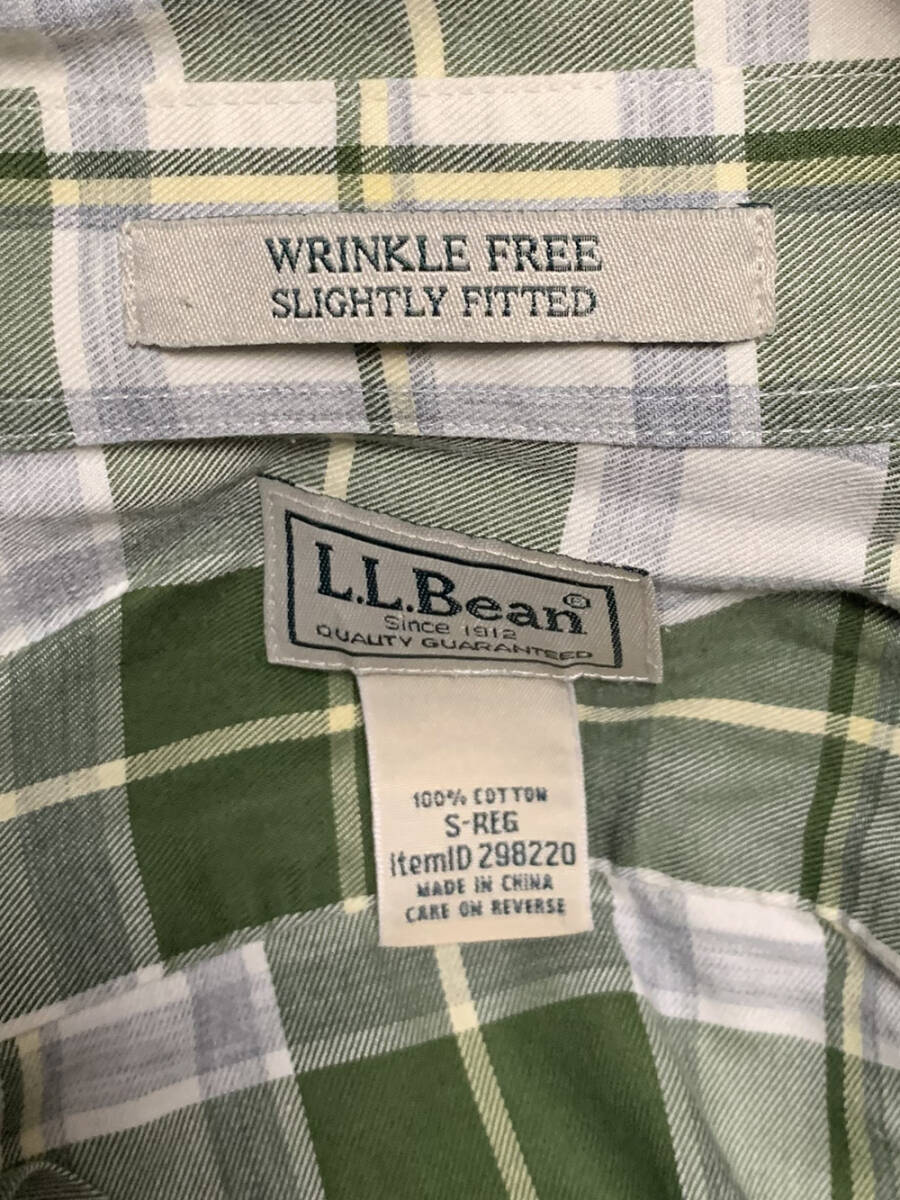 WRINKLE FREE
SLIGHTLY FITTED
L.L.Bean®
Since 1912
QUALITY GUARANTEED
100% COTTON
S-REG
ItemID 298220
MADE IN CHINA
CARE ON REVERSE